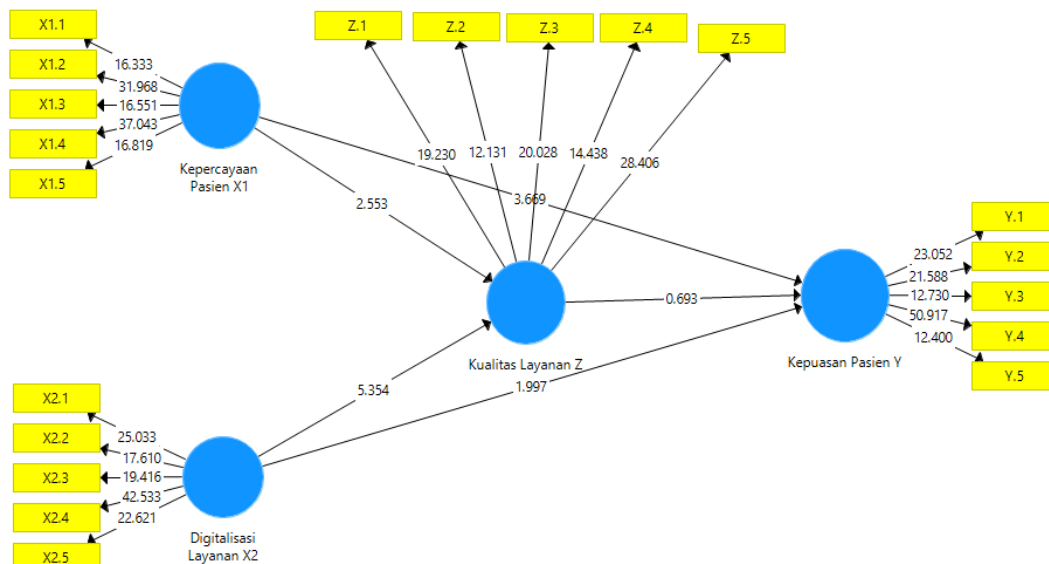 X1.1
X1.2
X1.3
X1.4
X1.5
16.333
31.968
16.551
37.043
16.819
Kepercayaan
Pasien X1
Z.1
Z.2
Z.3
Z.4
Z.5
19.230
12.131
20.028
14.438
28.406
2.553
3.669
Kualitas Layanan Z
0.693
5.354
1.997
Kepuasan Pasien Y
23.052
21.588
12.730
50.917
12.400
Y.1
Y.2
Y.3
Y.4
Y.5
X2.1
X2.2
X2.3
X2.4
X2.5
25.033
17.610
19.416
42.533
22.621
Digitalisasi
Layanan X2